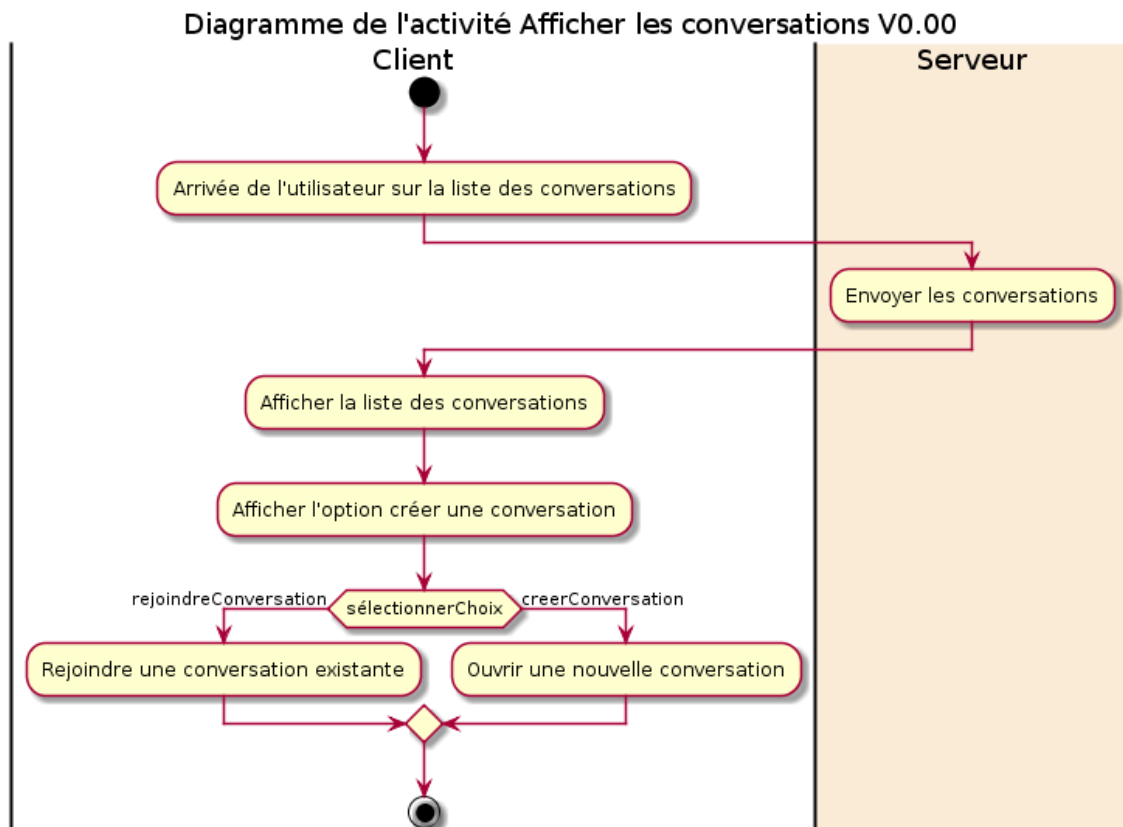 Diagramme de l'activité Afficher les conversations V0.00
Client
Serveur
Arrivée de l'utilisateur sur la liste des conversations
Envoyer les conversations
Afficher la liste des conversations
Afficher l'option créer une conversation
rejoindreConversation
sélectionnerChoix
creerConversation
Rejoindre une conversation existante
Ouvrir une nouvelle conversation